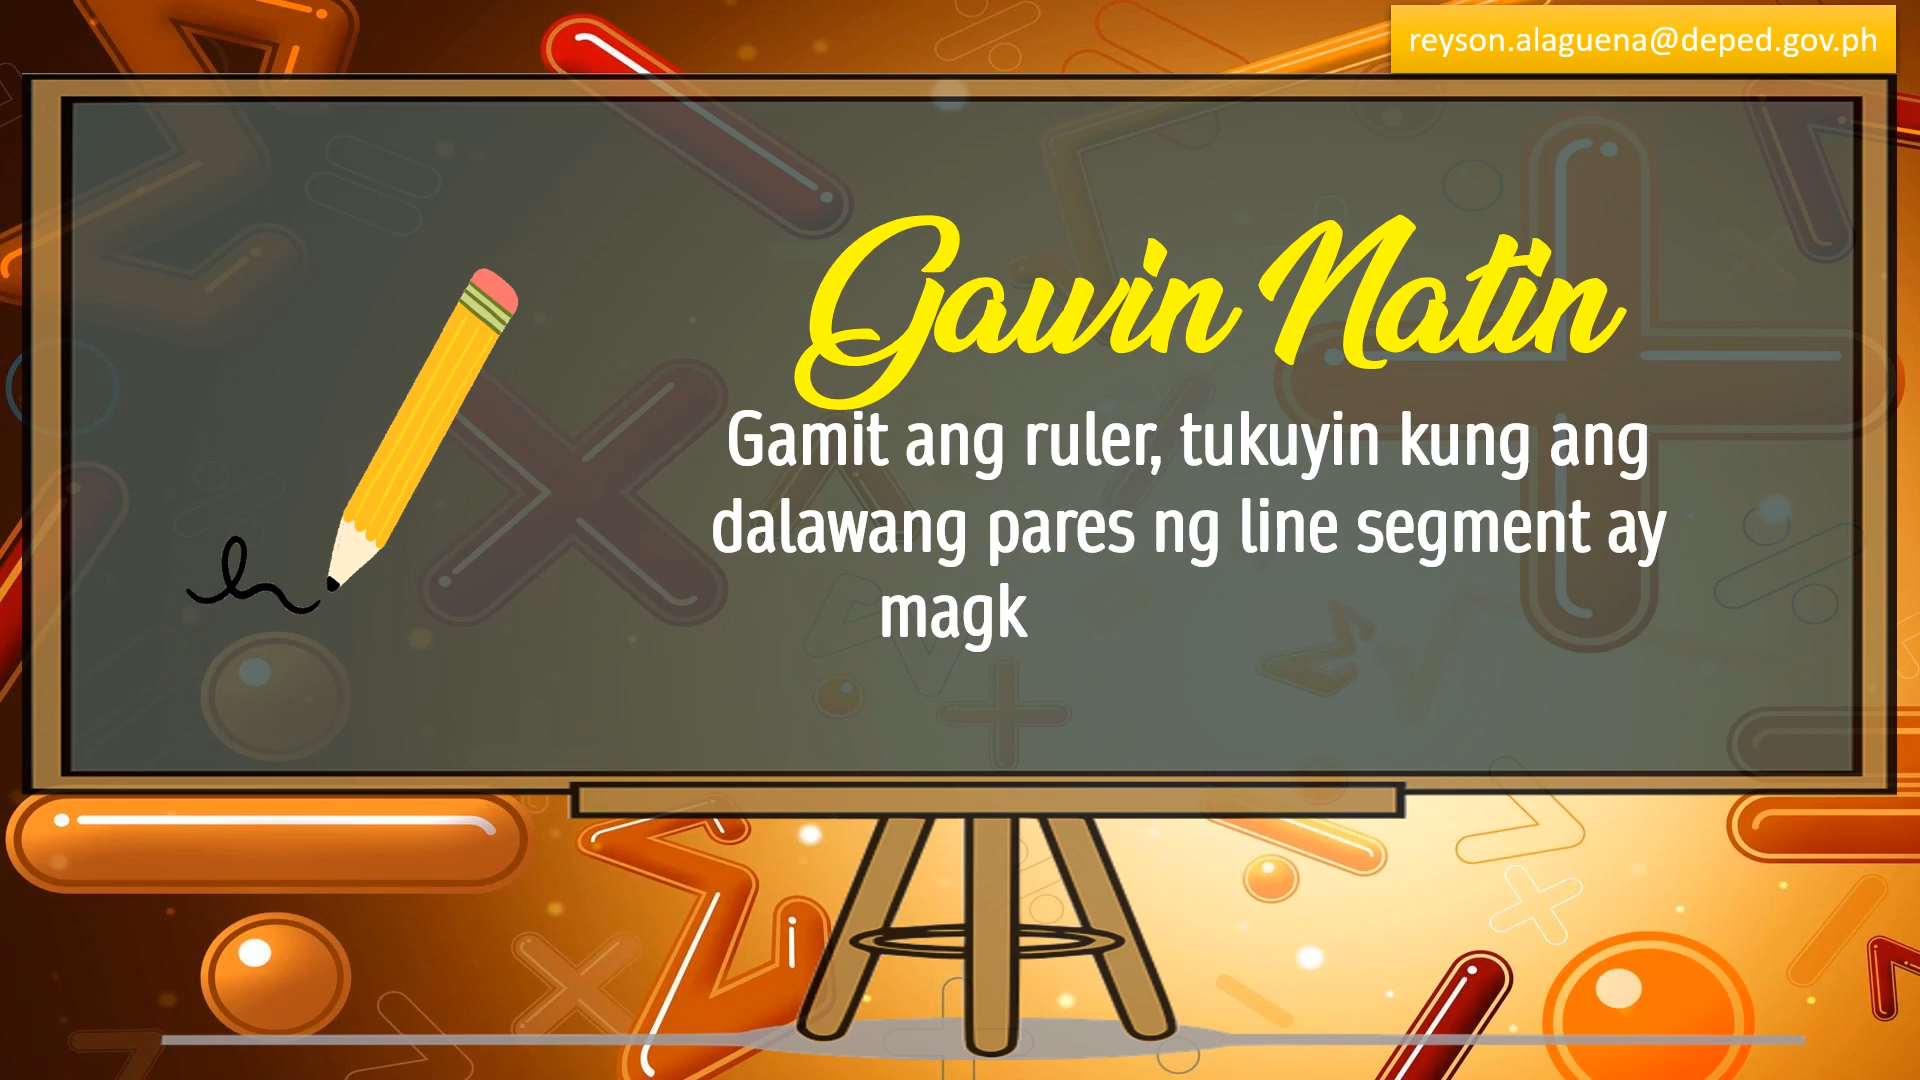 reyson.alaguena@deped.gov.ph
Gawin Natin
Gamit ang ruler, tukuyin kung ang
dalawang pares ng line segment ay
magk